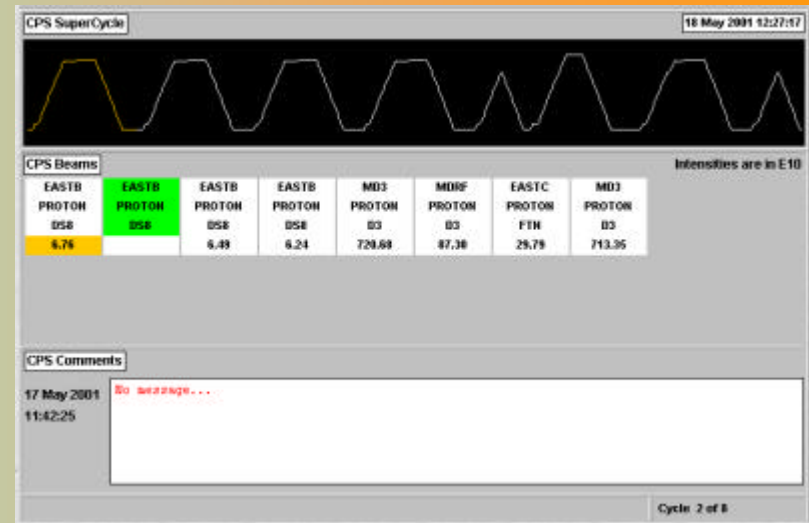 CPS SuperCycle 18 May 2001 12:27:17
CPS Beams Intensities are in E10
EASTB EASTB EASTB EASTB MD3 MDRF EASTC MD3
PROTON PROTON PROTON PROTON PROTON PROTON PROTON PROTON
DS8 DS8 DS8 DS8 D3 D3 FTN D3
6.76 6.49 6.24 720.68 87.30 29.79 713.35
CPS Comments
17 May 2001 No message...
11:42:25
Cycle 2 of 8